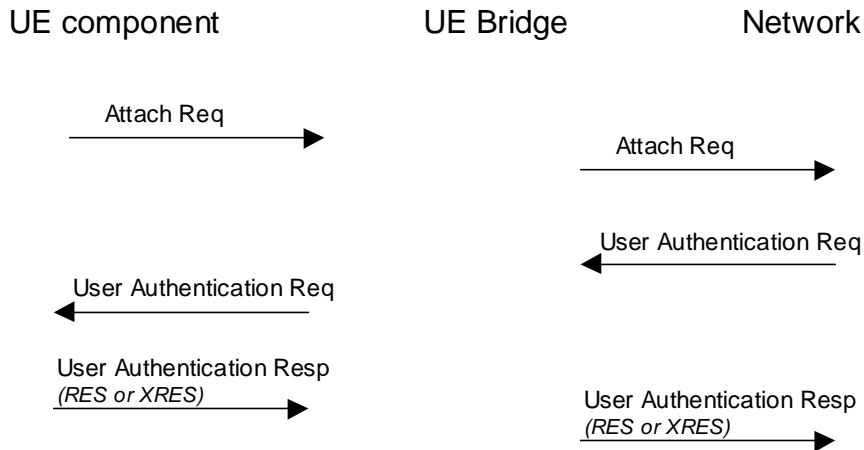 UE component UE Bridge Network
Attach Req
Attach Req
User Authentication Req
User Authentication Req
User Authentication Resp
(RES or XRES)
User Authentication Resp
(RES or XRES)